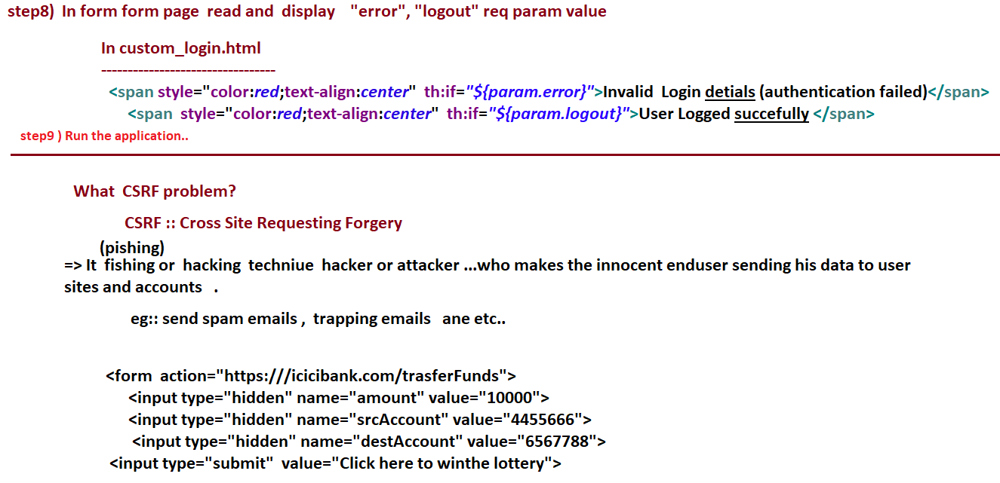 step8) In form form page read and display "error", "logout" req param value
In custom_login.html
---------------------------------
<span style="color:red;text-align:center" th:if="${param.error}">Invalid Login detials (authentication failed)</span>
<span style="color:red;text-align:center" th:if="${param.logout}">User Logged succefully </span>
step9 ) Run the application..
What CSRF problem?
CSRF :: Cross Site Requesting Forgery
(pishing)
=> It fishing or hacking techniue hacker or attacker ...who makes the innocent enduser sending his data to user
sites and accounts .
eg:: send spam emails , trapping emails ane etc..
<form action="https:///icicibank.com/trasferFunds">
<input type="hidden" name="amount" value="10000">
<input type="hidden" name="srcAccount" value="4455666">
<input type="hidden" name="destAccount" value="6567788">
<input type="submit" value="Click here to winthe lottery">